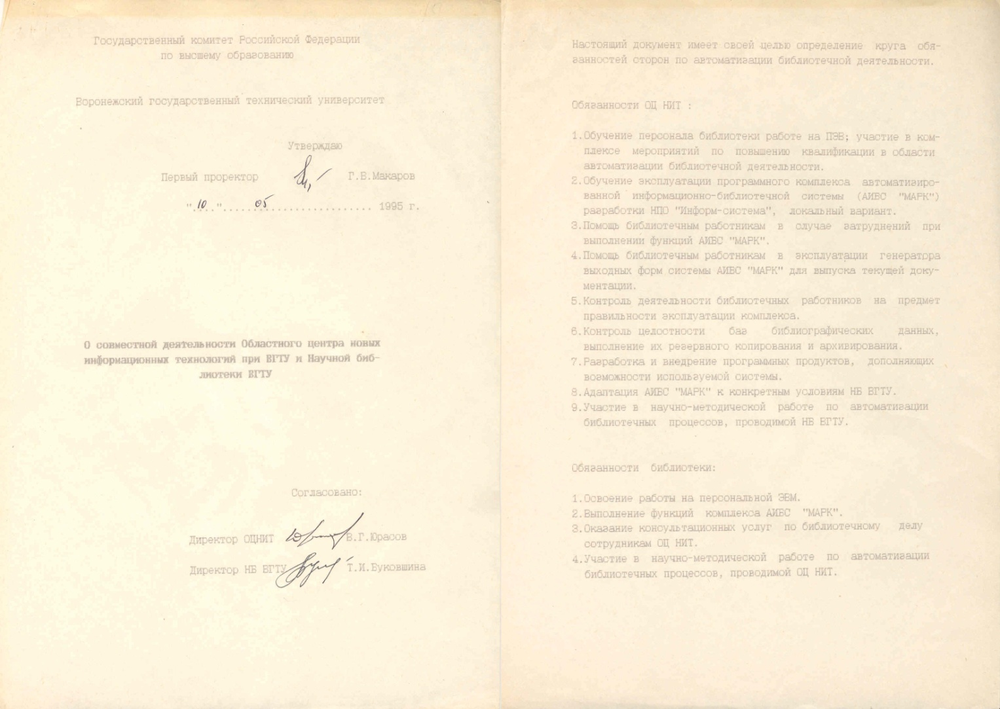 Государственный комитет Российской Федерации
по высшему образованию
Воронежский государственный технический университет
Утверждаю
Первый проректор Г.В.Макаров
".10.."....05....................... 1995 г.
О совместной деятельности Областного центра новых
информационных технологий при ВГТУ и Научной биб-
лиотеки ВГТУ
Согласовано:
Директор ОЦНИТ В.Г.Юрасов
Директор НБ ВГТУ Т.И.Буковшина
Настоящий документ имеет своей целью определение круга обя-
занностей сторон по автоматизации библиотечной деятельности.
Обязанности ОЦ НИТ :
1.Обучение персонала библиотеки работе на ПЭВ; участие в ком-
плексе мероприятий по повышению квалификации в области
автоматизации библиотечной деятельности.
2.Обучение эксплуатации программного комплекса автоматизиро-
ванной информационно-библиотечной системы (АИБС "МАРК")
разработки НПО "Информ-система", локальный вариант.
3.Помощь библиотечным работникам в случае затруднений при
выполнении функций АИБС "МАРК".
4.Помощь библиотечным работникам в эксплуатации генератора
выходных форм системы АИБС "МАРК" для выпуска текущей доку-
ментации.
5.Контроль деятельности библиотечных работников на предмет
правильности эксплуатации комплекса.
6.Контроль целостности баз библиографических данных,
выполнение их резервного копирования и архивирования.
7.Разработка и внедрение программных продуктов, дополняющих
возможности используемой системы.
8.Адаптация АИБС "МАРК" к конкретным условиям НБ ВГТУ.
9.Участие в научно-методической работе по автоматизации
библиотечных процессов, проводимой НБ ВГТУ.
Обязанности библиотеки:
1.Освоение работы на персональной ЭВМ.
2.Выполнение функций комплекса АИБС "МАРК".
3.Оказание консультационных услуг по библиотечному делу
сотрудникам ОЦ НИТ.
4.Участие в научно-методической работе по автоматизации
библиотечных процессов, проводимой ОЦ НИТ.